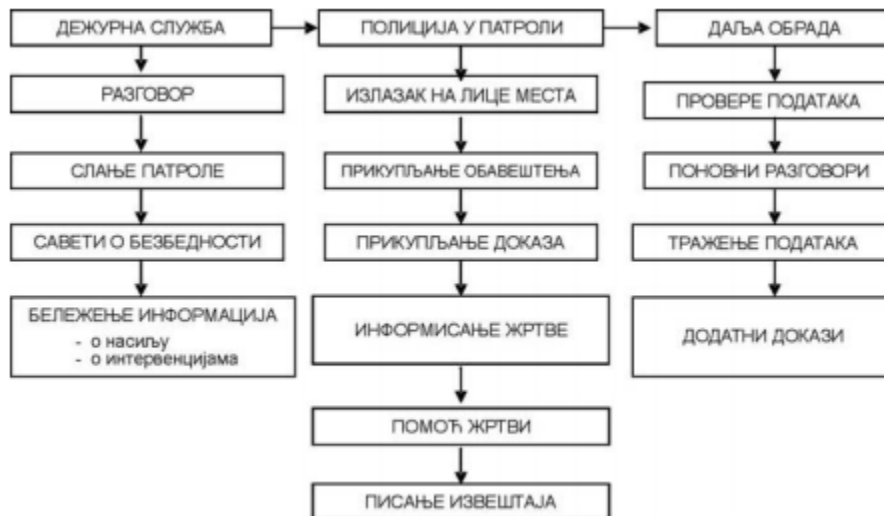 ДЕЖУРНА СЛУЖБА
РАЗГОВОР
СЛАЊЕ ПАТРОЛЕ
САВЕТИ О БЕЗБЕДНОСТИ
БЕЛЕЖЕЊЕ ИНФОРМАЦИЈА
- о насиљу
- о интервенцијама
ПОЛИЦИЈА У ПАТРОЛИ
ИЗЛАЗАК НА ЛИЦЕ МЕСТА
ПРИКУПЉАЊЕ ОБАВЕШТЕЊА
ПРИКУПЉАЊЕ ДОКАЗА
ИНФОРМИСАЊЕ ЖРТВЕ
ПОМОЋ ЖРТВИ
ПИСАЊЕ ИЗВЕШТАЈА
ДАЉА ОБРАДА
ПРОВЕРЕ ПОДАТАКА
ПОНОВНИ РАЗГОВОРИ
ТРАЖЕЊЕ ПОДАТАКА
ДОДАТНИ ДОКАЗИ